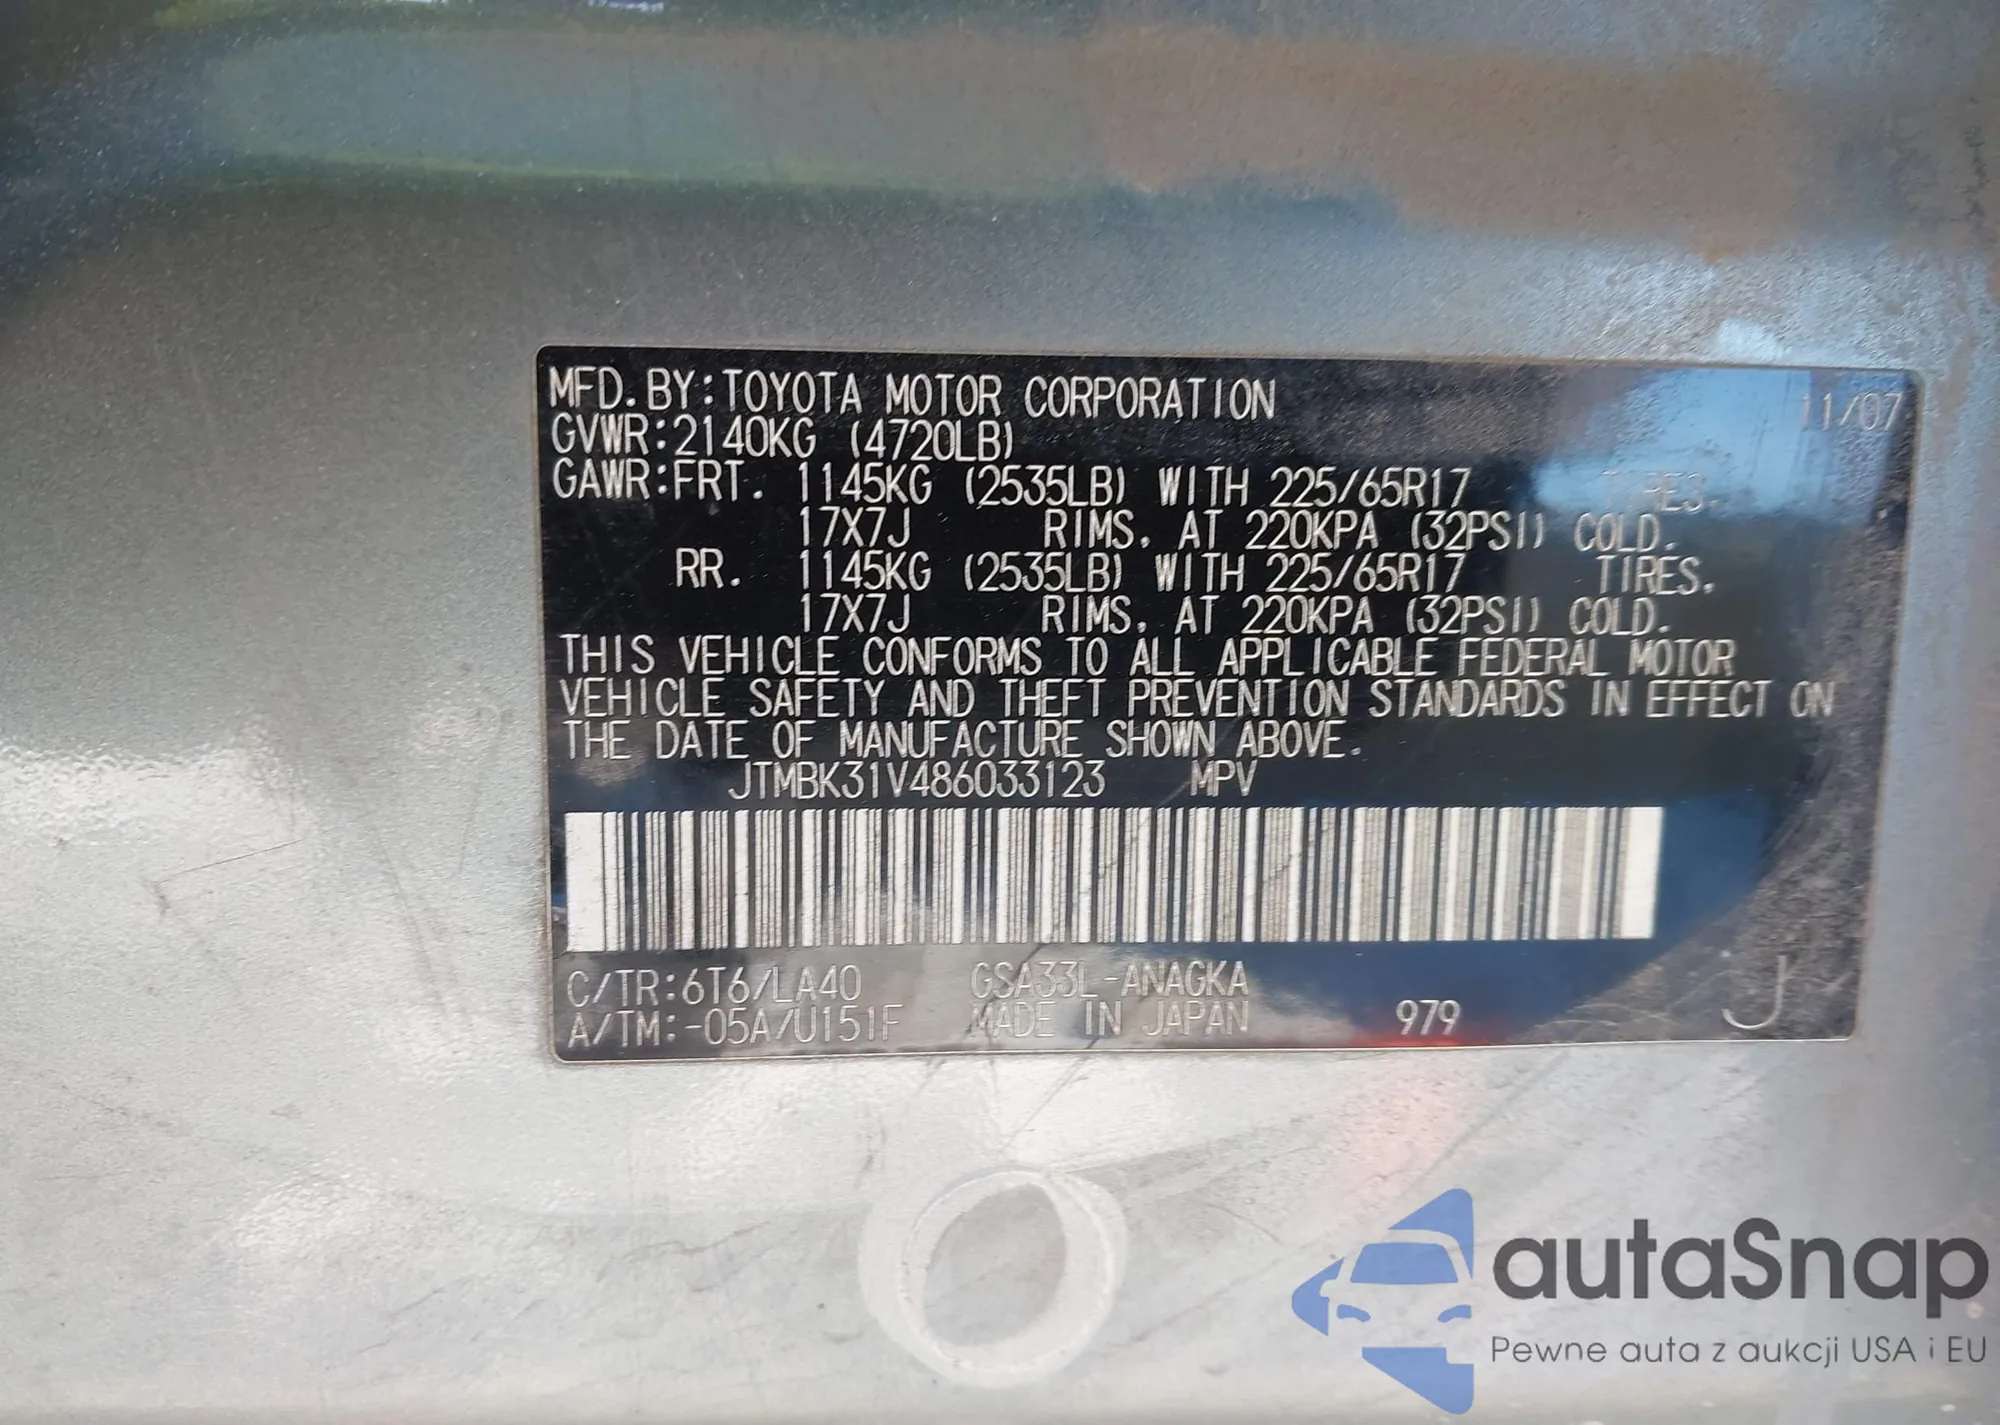 MFD. BY: TOYOTA MOTOR CORPORATION 11/07
GVWR: 2140KG (4720LB)
GAWR: FRT. 1145KG (2535LB) WITH 225/65R17 TIRES.
17X7J RIMS, AT 220KPA (32PSI) COLD.
RR. 1145KG (2535LB) WITH 225/65R17 TIRES.
17X7J RIMS, AT 220KPA (32PSI) COLD.
THIS VEHICLE CONFORMS TO ALL APPLICABLE FEDERAL MOTOR
VEHICLE SAFETY AND THEFT PREVENTION STANDARDS IN EFFECT ON
THE DATE OF MANUFACTURE SHOWN ABOVE.
JTMBK31V486033123 MPV
C/TR: 6T6/LA40 GSA33L-ANAGKA
A/TM: -05A/U151F MADE IN JAPAN 979 J
autaSnap
Pewne auta z aukcji USA i EU